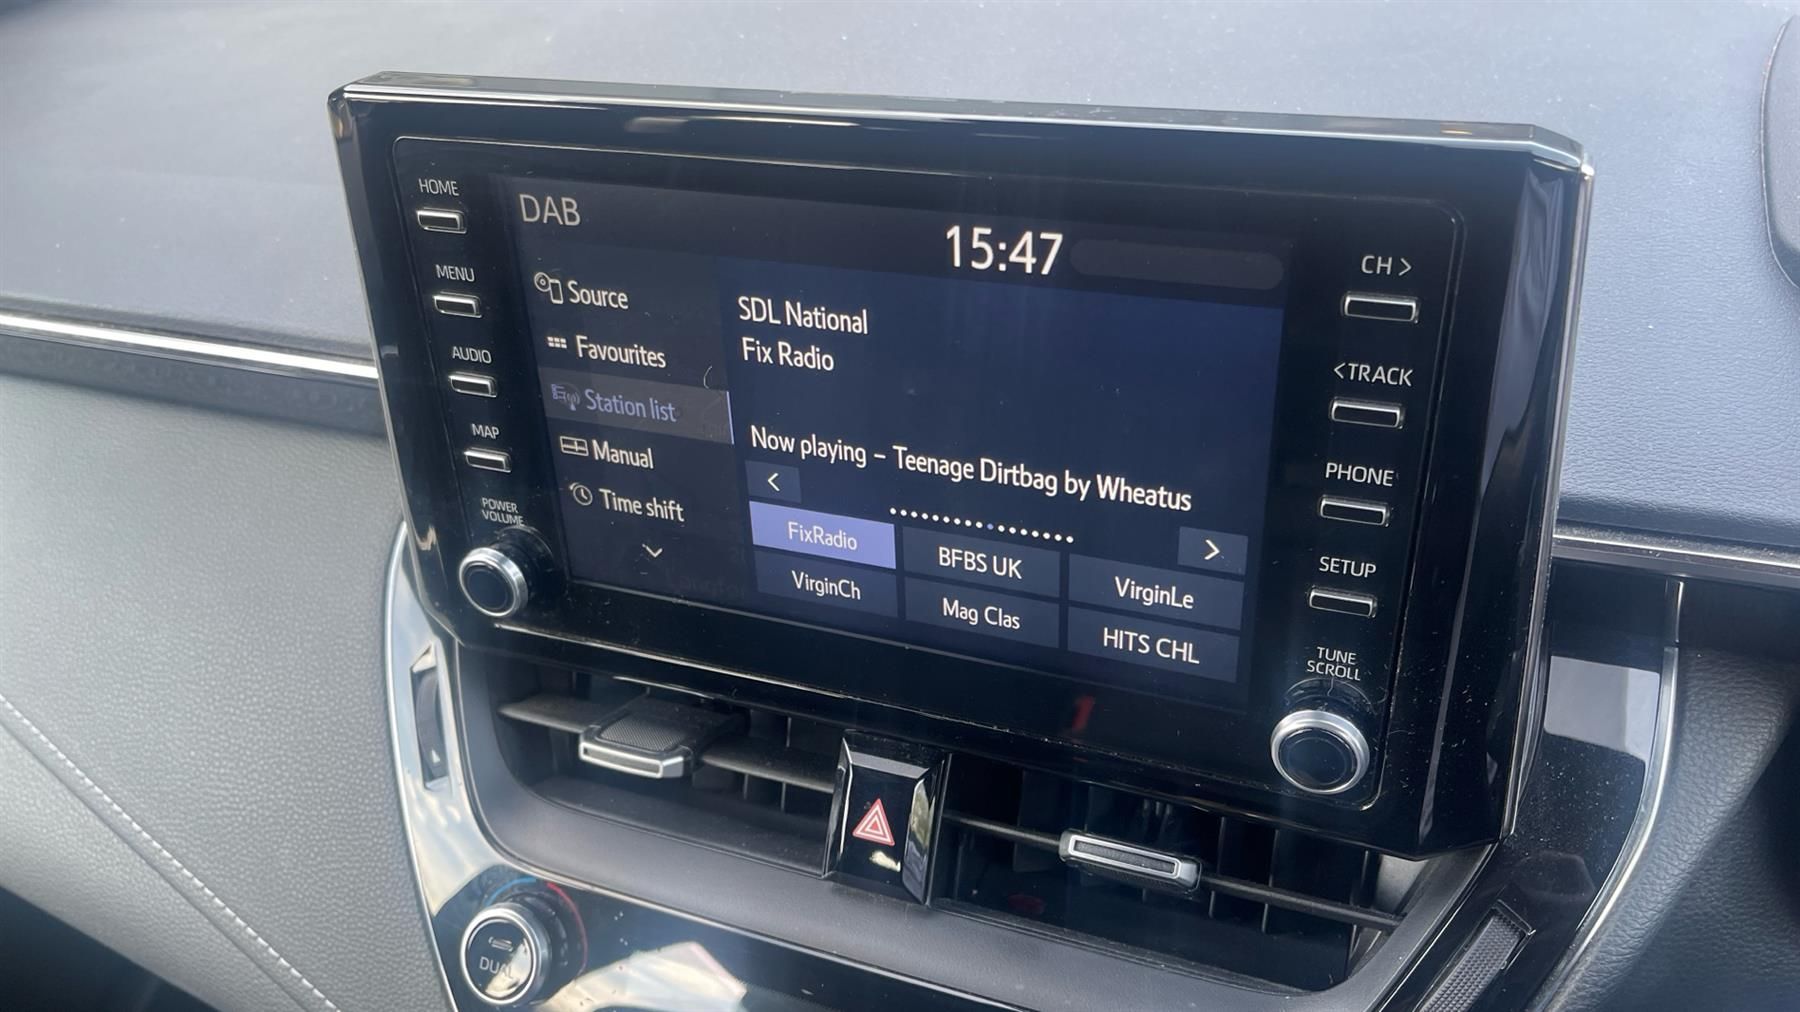 HOME
MENU
AUDIO
MAP
POWER
VOLUME
DAB
15:47
Source
Favourites
Station list
Manual
Time shift
SDL National
Fix Radio
Now playing – Teenage Dirtbag by Wheatus
<
>
FixRadio
BFBS UK
VirginLe
VirginCh
Mag Clas
HITS CHL
CH >
<TRACK
PHONE
SETUP
TUNE
SCROLL
DUAL